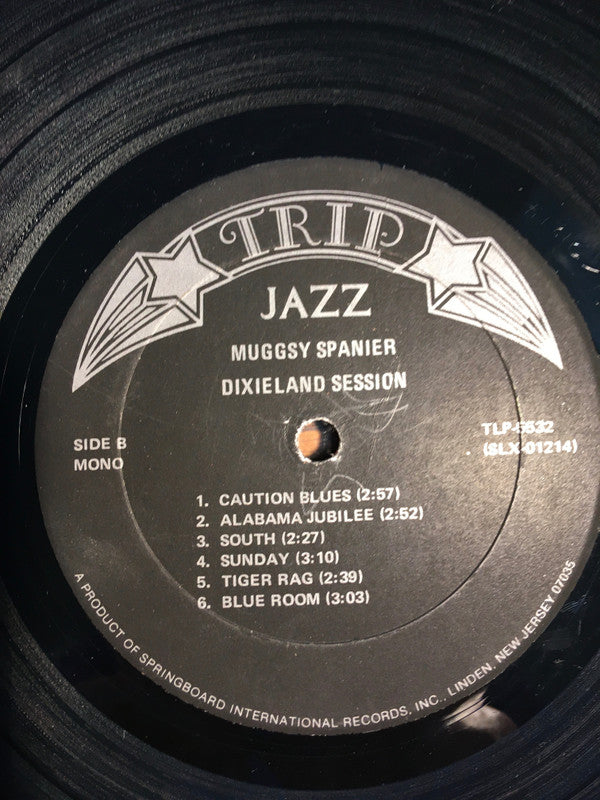 TRIP
JAZZ
MUGGSY SPANIER
DIXIELAND SESSION
SIDE B
MONO
TLP-5532
(SLX-01214)
1. CAUTION BLUES (2:57)
2. ALABAMA JUBILEE (2:52)
3. SOUTH (2:27)
4. SUNDAY (3:10)
5. TIGER RAG (2:39)
6. BLUE ROOM (3:03)
A PRODUCT OF SPRINGBOARD INTERNATIONAL RECORDS, INC., LINDEN, NEW JERSEY 07035